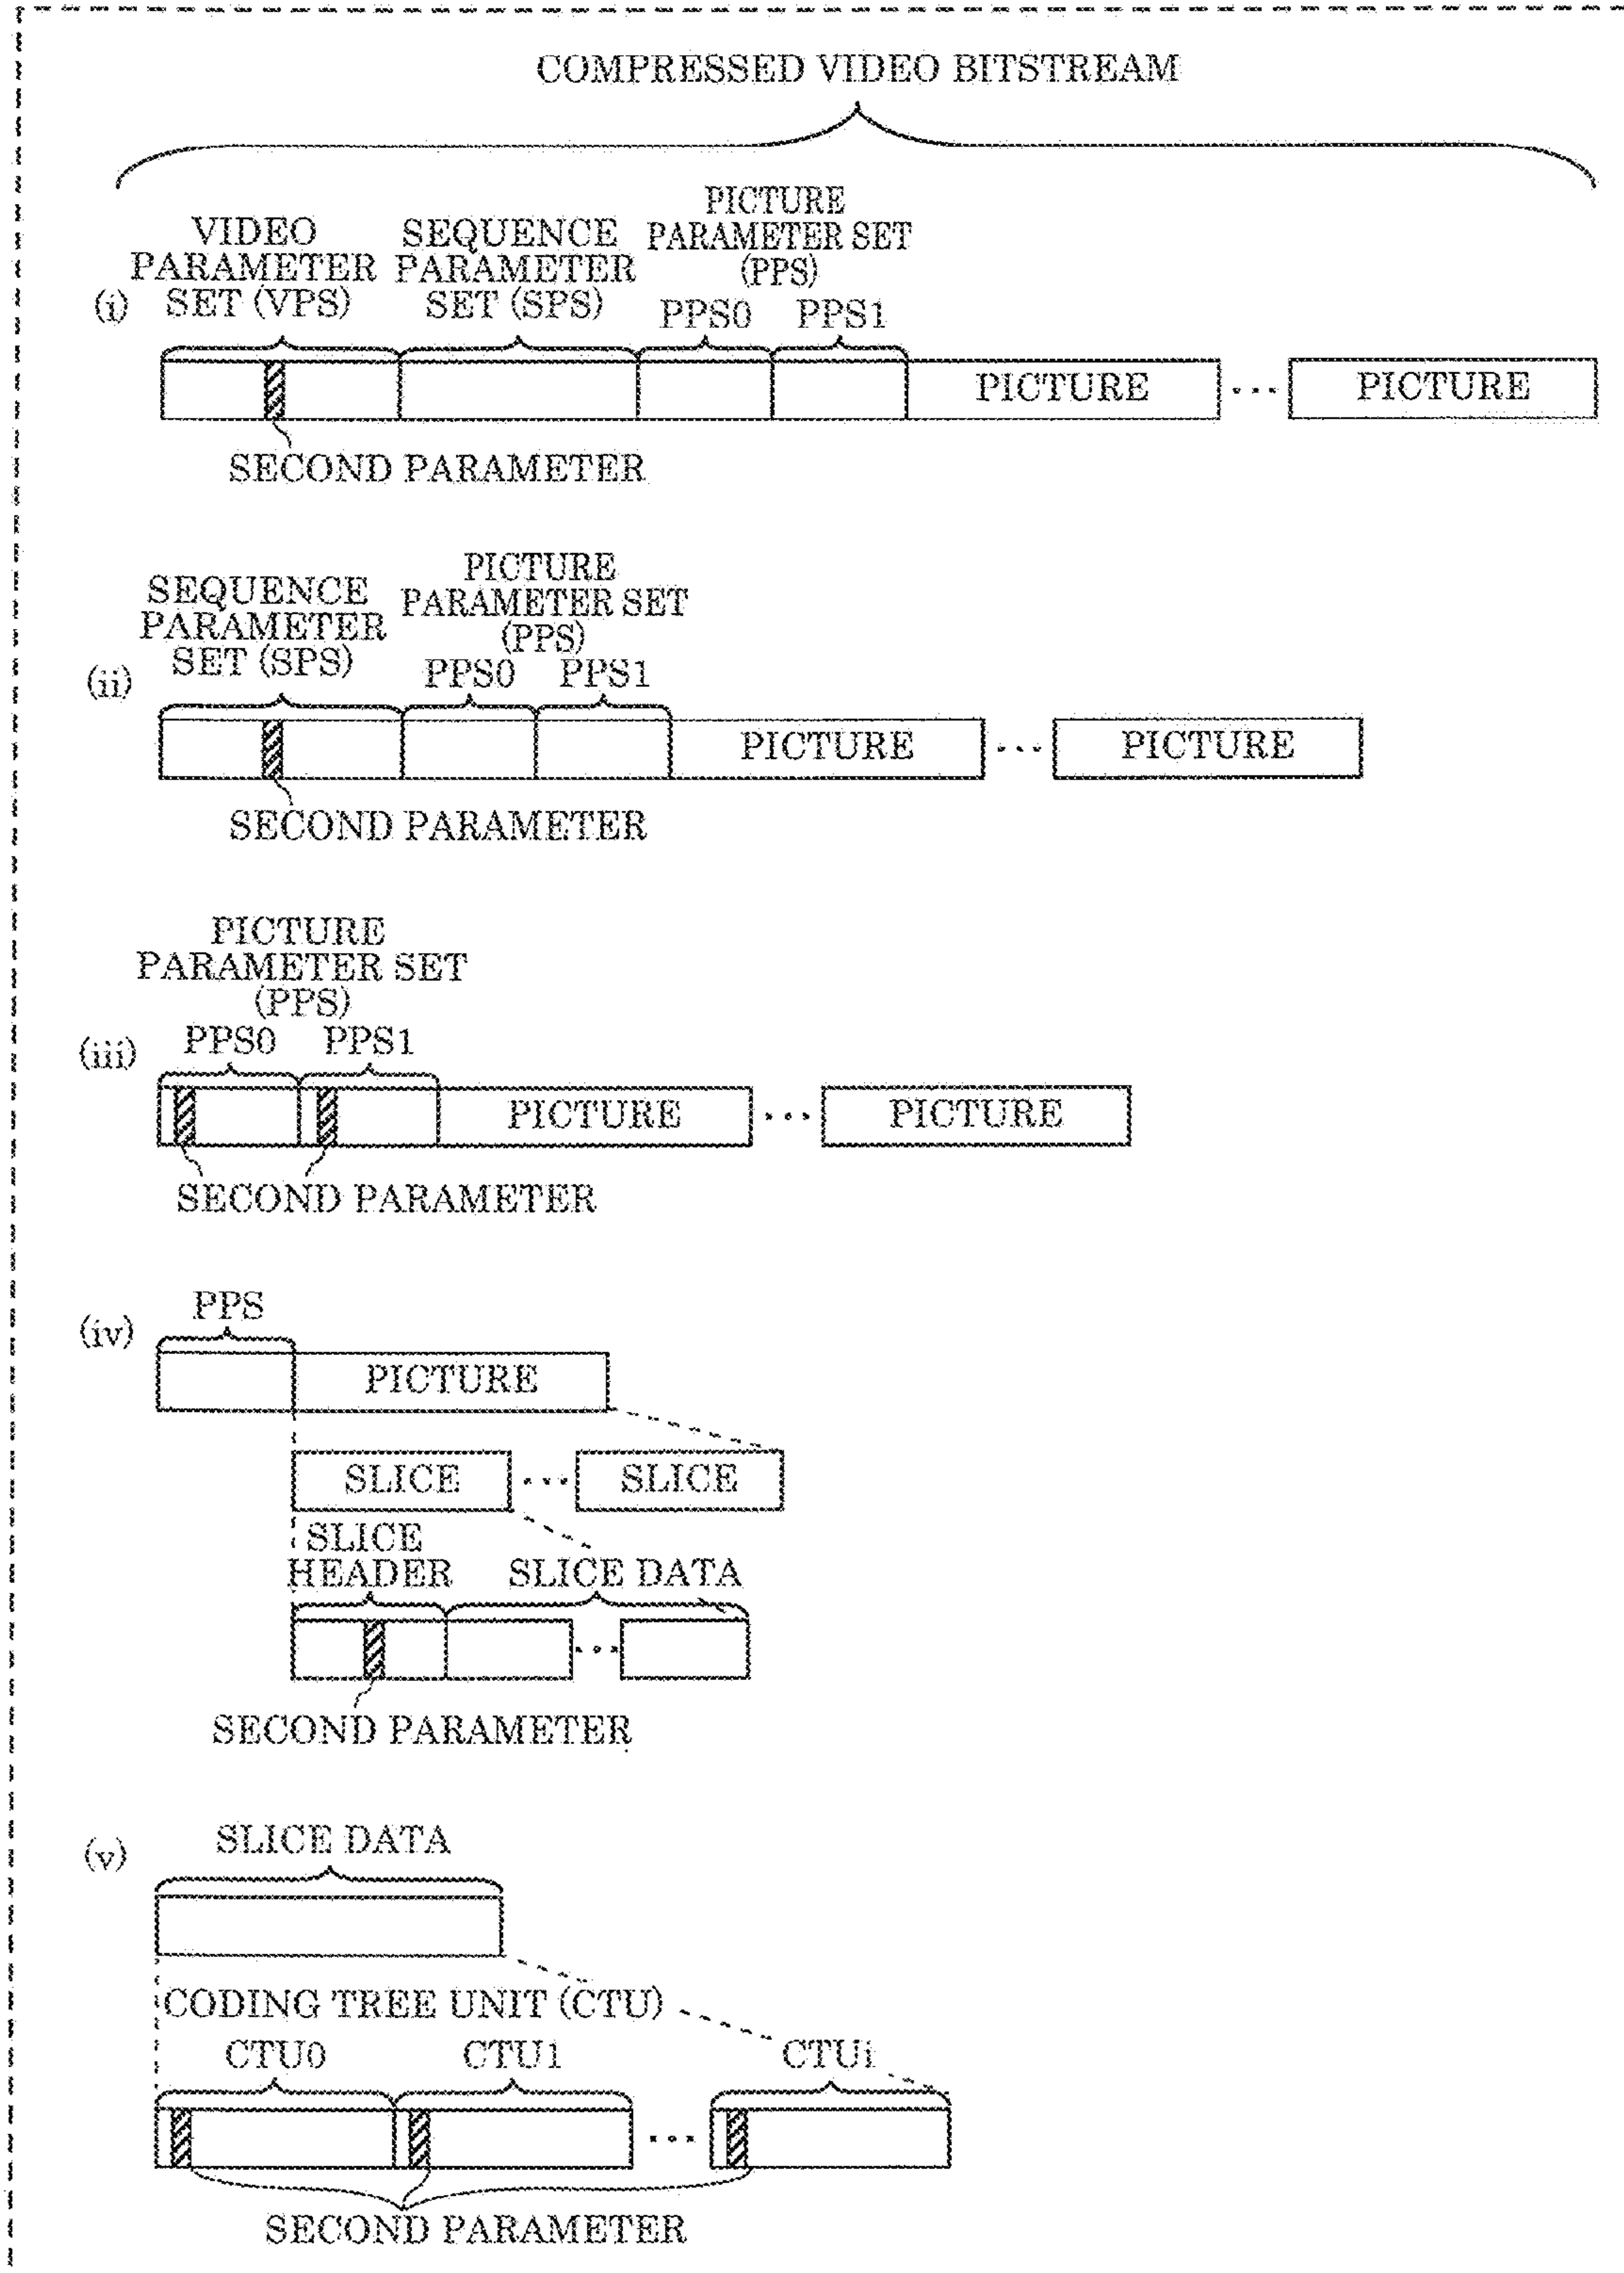 COMPRESSED VIDEO BITSTREAM
(i)
VIDEO
PARAMETER
SET (VPS)
SEQUENCE
PARAMETER
SET (SPS)
PICTURE
PARAMETER SET
(PPS)
PPS0 PPS1
PICTURE ... PICTURE
SECOND PARAMETER
(ii)
SEQUENCE
PARAMETER
SET (SPS)
PICTURE
PARAMETER SET
(PPS)
PPS0 PPS1
PICTURE ... PICTURE
SECOND PARAMETER
(iii)
PICTURE
PARAMETER SET
(PPS)
PPS0 PPS1
PICTURE ... PICTURE
SECOND PARAMETER
(iv)
PPS
PICTURE
SLICE ... SLICE
SLICE
HEADER
SLICE DATA
...
SECOND PARAMETER
(v)
SLICE DATA
CODING TREE UNIT (CTU)
CTU0 CTU1 CTUi
...
SECOND PARAMETER